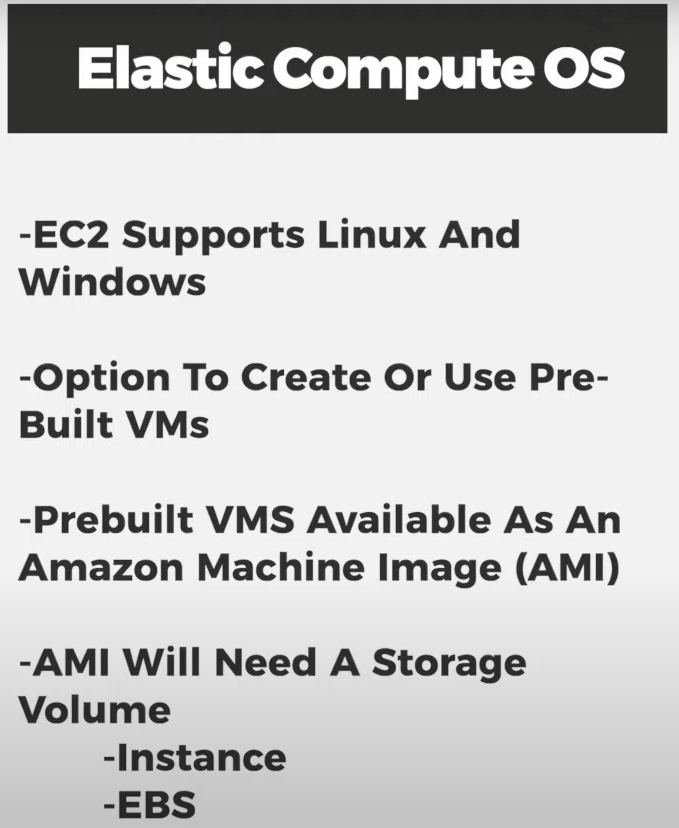 Elastic Compute OS
-EC2 Supports Linux And
Windows
-Option To Create Or Use Pre-
Built VMs
-Prebuilt VMS Available As An
Amazon Machine Image (AMI)
-AMI Will Need A Storage
Volume
-Instance
-EBS